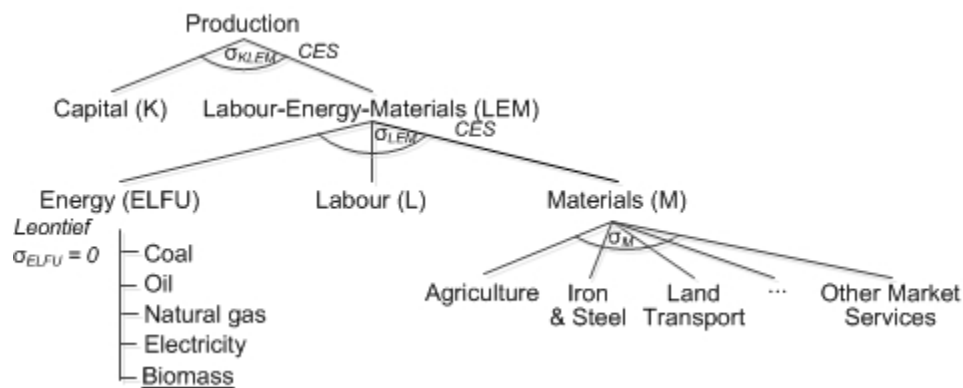 Production
σKLEM CES
Capital (K) Labour-Energy-Materials (LEM)
σLEM CES
Energy (ELFU) Labour (L) Materials (M)
Leontief
σELFU = 0
Coal
Oil
Natural gas
Electricity
Biomass
σM
Agriculture Iron Land ... Other Market
& Steel Transport Services